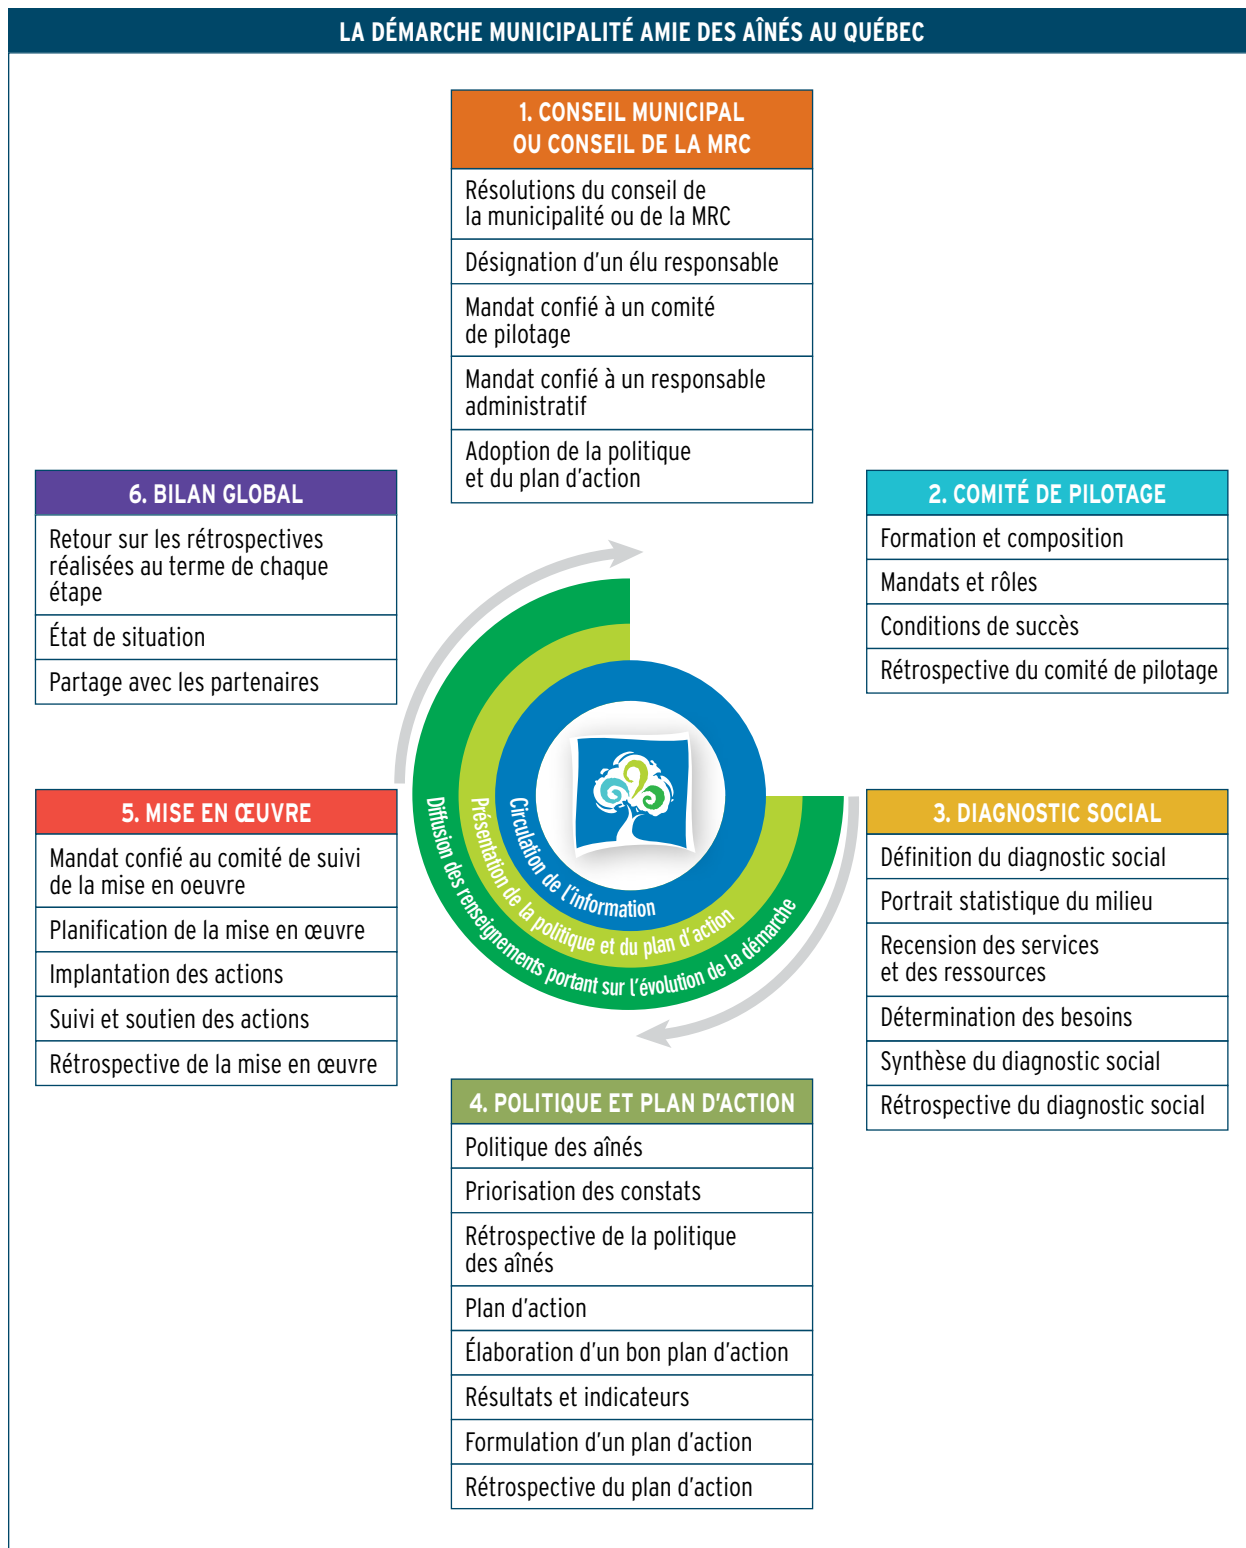 LA DÉMARCHE MUNICIPALITÉ AMIE DES AÎNÉS AU QUÉBEC
1. CONSEIL MUNICIPAL
OU CONSEIL DE LA MRC
Résolutions du conseil de
la municipalité ou de la MRC
Désignation d'un élu responsable
Mandat confié à un comité
de pilotage
Mandat confié à un responsable
administratif
Adoption de la politique
et du plan d'action
2. COMITÉ DE PILOTAGE
Formation et composition
Mandats et rôles
Conditions de succès
Rétrospective du comité de pilotage
3. DIAGNOSTIC SOCIAL
Définition du diagnostic social
Portrait statistique du milieu
Recension des services
et des ressources
Détermination des besoins
Synthèse du diagnostic social
Rétrospective du diagnostic social
4. POLITIQUE ET PLAN D'ACTION
Politique des aînés
Priorisation des constats
Rétrospective de la politique
des aînés
Plan d'action
Élaboration d'un bon plan d'action
Résultats et indicateurs
Formulation d'un plan d'action
Rétrospective du plan d'action
5. MISE EN ŒUVRE
Mandat confié au comité de suivi
de la mise en oeuvre
Planification de la mise en œuvre
Implantation des actions
Suivi et soutien des actions
Rétrospective de la mise en œuvre
6. BILAN GLOBAL
Retour sur les rétrospectives
réalisées au terme de chaque
étape
État de situation
Partage avec les partenaires
Circulation de l'information
Présentation de la politique et du plan d'action
Diffusion des renseignements portant sur l'évolution de la démarche